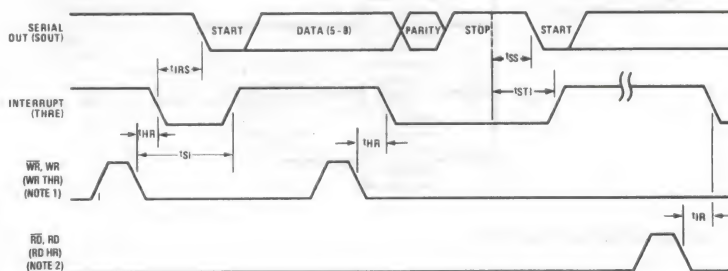 SERIAL
OUT (SOUT)
START
DATA (5 - 8)
PARITY
STOP
START
tIRS
tSS
tSTI
INTERRUPT
(THRE)
tHR
tSI
tHR
WR, WR
(WR THR)
(NOTE 1)
tIR
RD, RD
(RD HR)
(NOTE 2)